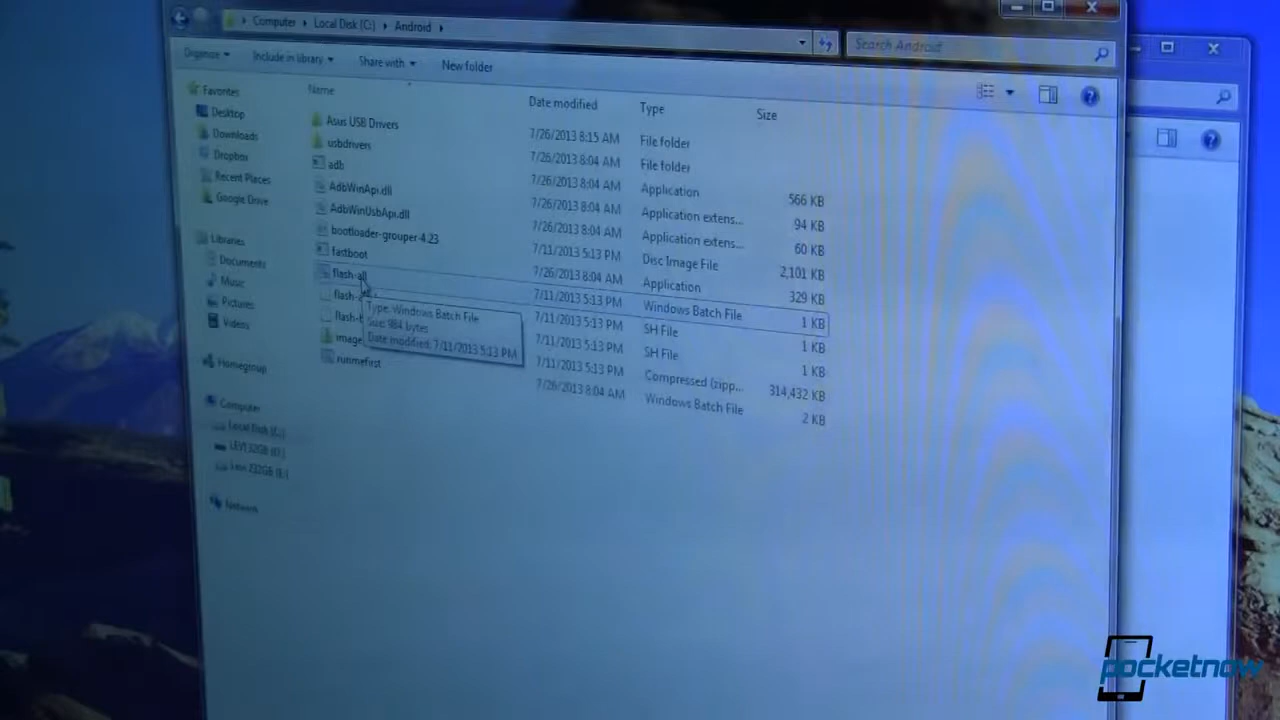 Computer Local Disk (C:) Android
Search Android
Organize Include in library Share with New folder
Name Date modified Type Size
Favorites
Desktop
Downloads
Dropbox
Recent Places
Google Drive
Libraries
Documents
Music
Pictures
Videos
Homegroup
Computer
Local Disk (C:)
LEVI32GB (D:)
Network
Asus USB Drivers 7/26/2013 8:15 AM File folder
usbdrivers 7/26/2013 8:04 AM File folder
adb 7/26/2013 8:04 AM Application 566 KB
AdbWinApi.dll 7/26/2013 8:04 AM Application extens... 94 KB
AdbWinUsbApi.dll 7/26/2013 8:04 AM Application extens... 60 KB
bootloader-grouper-4.23 7/11/2013 5:13 PM Disc Image File 2,101 KB
fastboot 7/26/2013 8:04 AM Application 329 KB
flash-all 7/11/2013 5:13 PM Windows Batch File 1 KB
7/11/2013 5:13 PM SH File 1 KB
7/11/2013 5:13 PM SH File 1 KB
image 7/11/2013 5:13 PM Compressed (zipp... 314,432 KB
runmefirst 7/26/2013 8:04 AM Windows Batch File 2 KB
Type: Windows Batch File
Size: 984 bytes
Date modified: 7/11/2013 5:13 PM
pocketnow